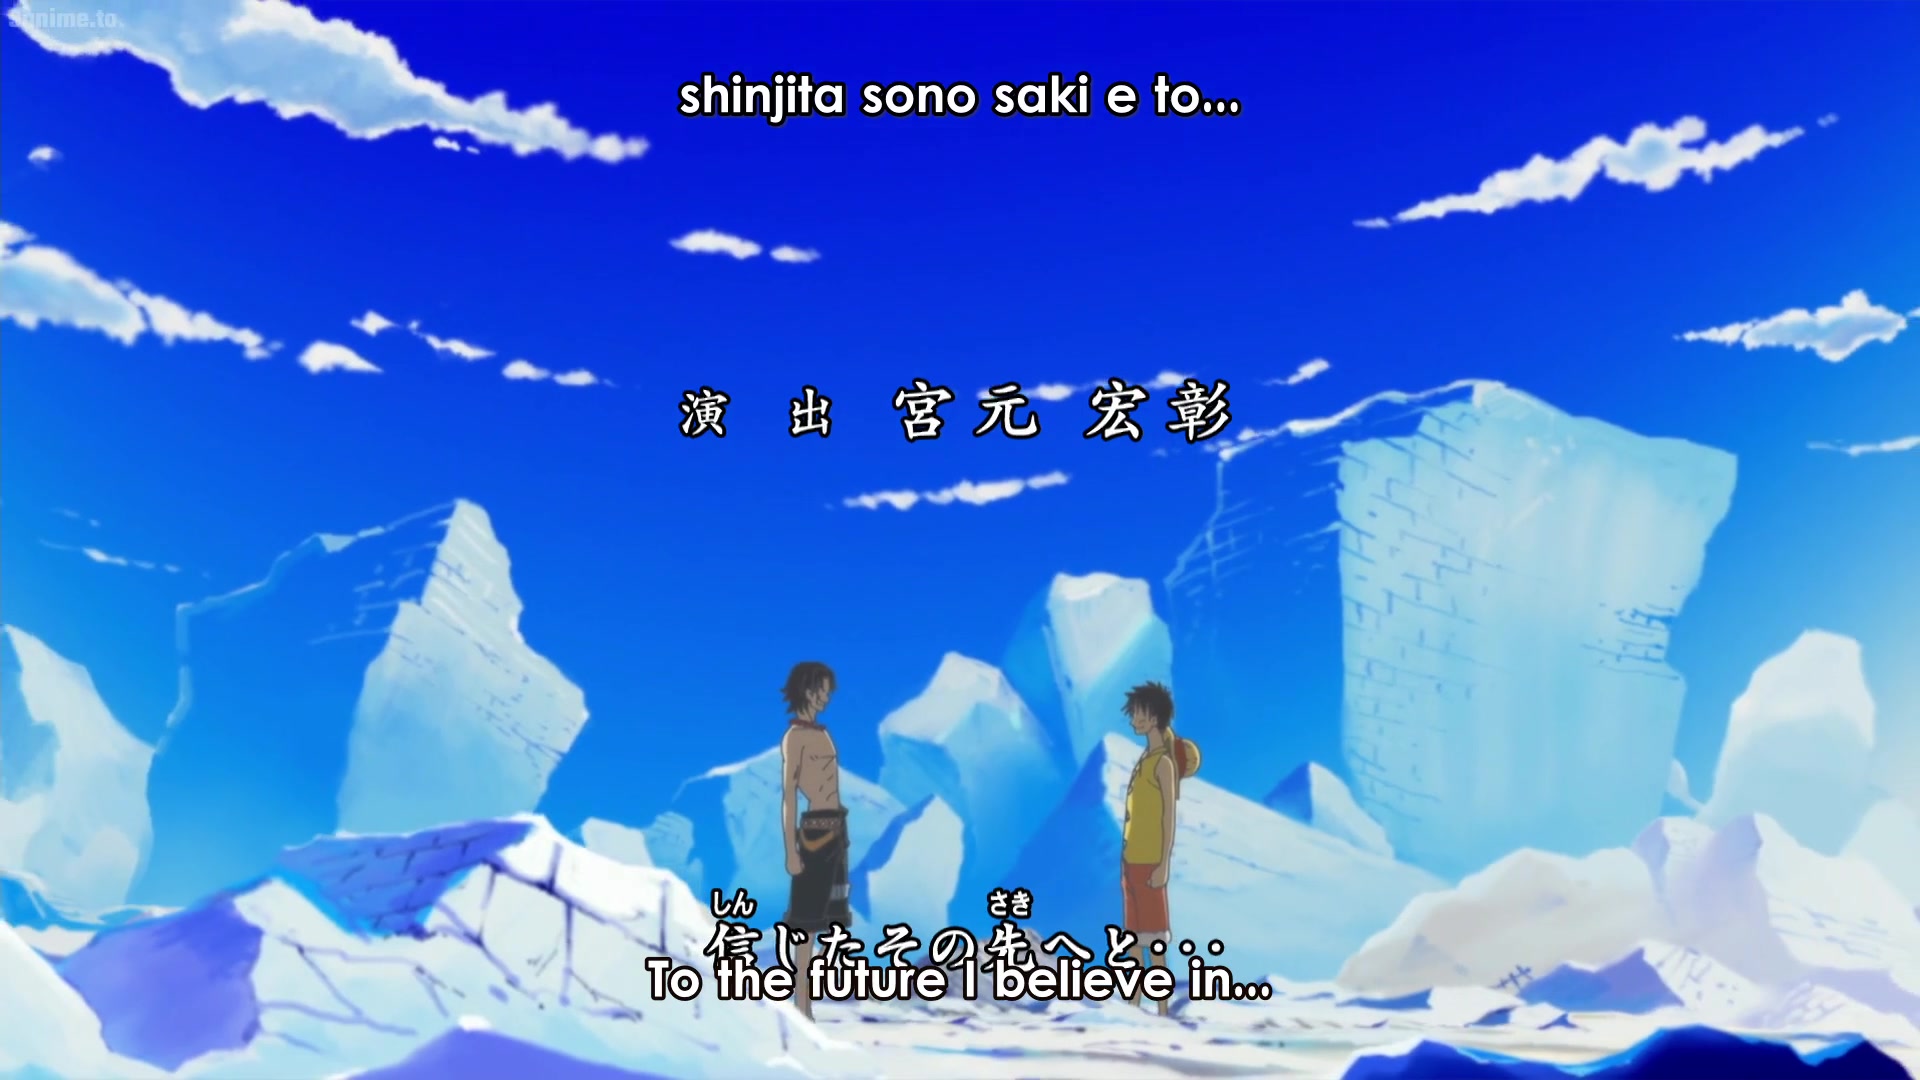 shinjita sono saki e to...
演出 宮元 宏彰
しん さき
信じたその先へと・・・
To the future I believe in...